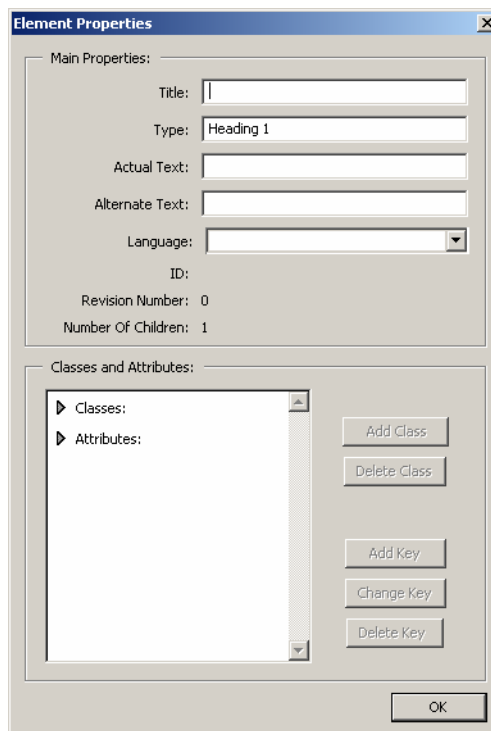 Element Properties
Main Properties:
Title:
Type: Heading 1
Actual Text:
Alternate Text:
Language:
ID:
Revision Number: 0
Number Of Children: 1
Classes and Attributes:
Classes:
Attributes:
Add Class
Delete Class
Add Key
Change Key
Delete Key
OK